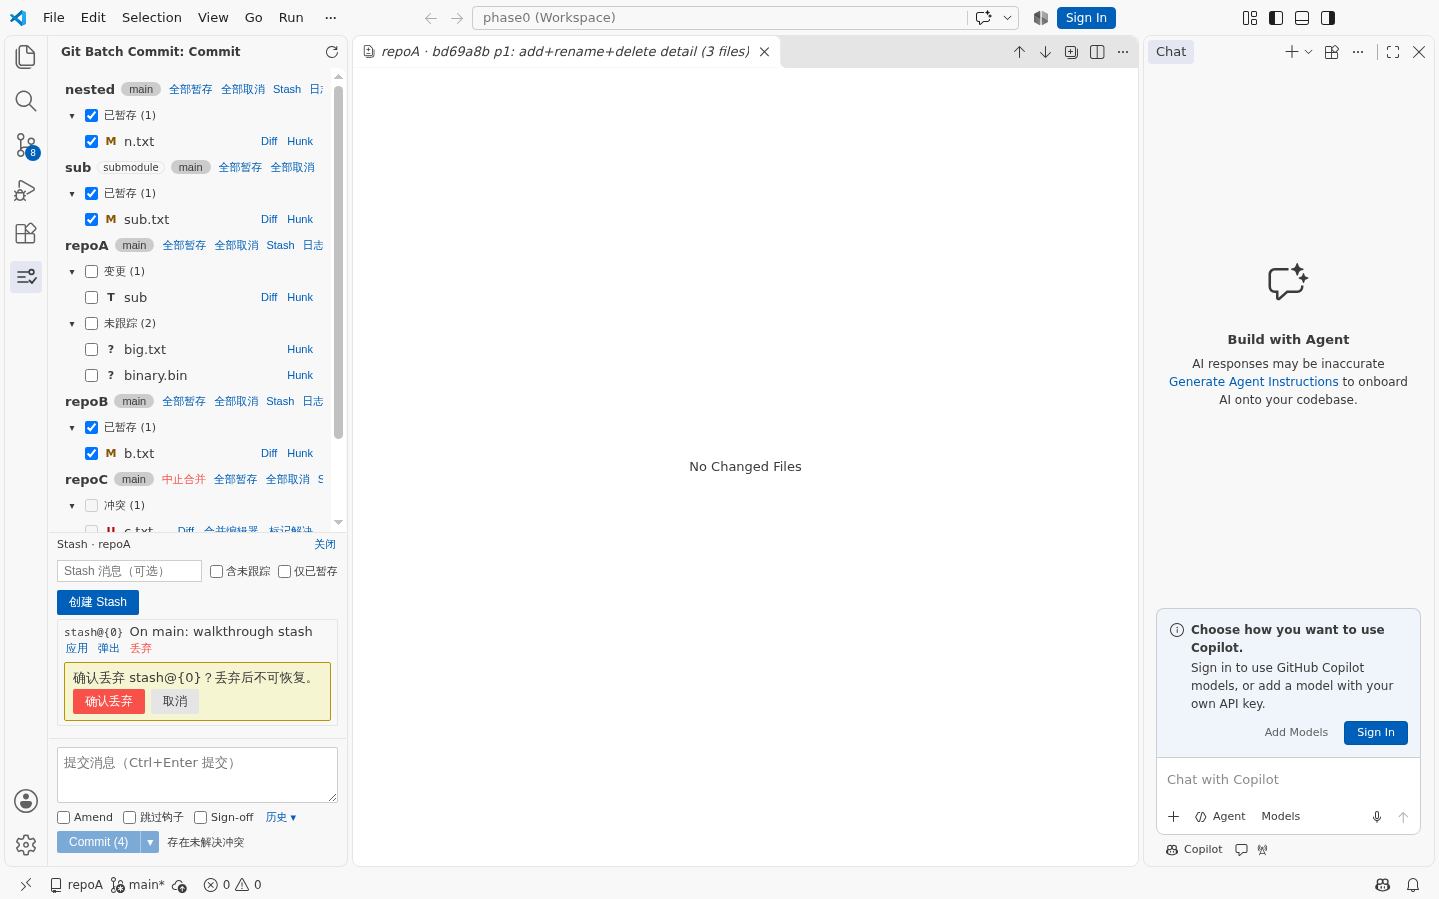 File Edit Selection View Go Run ···
phase0 (Workspace)
Sign In
Git Batch Commit: Commit
nested main 全部暂存 全部取消 Stash
已暂存 (1)
M n.txt Diff Hunk
sub submodule main 全部暂存 全部取消
已暂存 (1)
M sub.txt Diff Hunk
repoA main 全部暂存 全部取消 Stash 日志
变更 (1)
T sub Diff Hunk
未跟踪 (2)
? big.txt Hunk
? binary.bin Hunk
repoB main 全部暂存 全部取消 Stash 日志
已暂存 (1)
M b.txt Diff Hunk
repoC main 中止合并 全部暂存 全部取消 S
冲突 (1)
U c.txt Diff 合并编辑器 标记解决
8
Stash · repoA 关闭
Stash 消息（可选） 含未跟踪 仅已暂存
创建 Stash
stash@{0} On main: walkthrough stash
应用 弹出 丢弃
确认丢弃 stash@{0}？丢弃后不可恢复。
确认丢弃 取消
提交消息（Ctrl+Enter 提交）
Amend 跳过钩子 Sign-off 历史 ▾
Commit (4) ▾ 存在未解决冲突
repoA · bd69a8b p1: add+rename+delete detail (3 files)
No Changed Files
Chat
Build with Agent
AI responses may be inaccurate
Generate Agent Instructions to onboard
AI onto your codebase.
Choose how you want to use
Copilot.
Sign in to use GitHub Copilot
models, or add a model with your
own API key.
Add Models Sign In
Chat with Copilot
Agent Models
Copilot
repoA main* 0 0